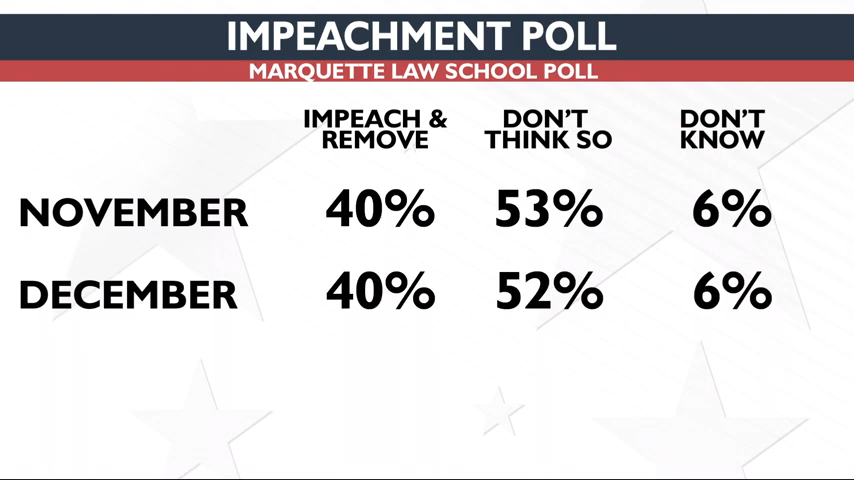 IMPEACHMENT POLL
MARQUETTE LAW SCHOOL POLL
IMPEACH & REMOVE
DON'T THINK SO
DON'T KNOW
NOVEMBER 40% 53% 6%
DECEMBER 40% 52% 6%